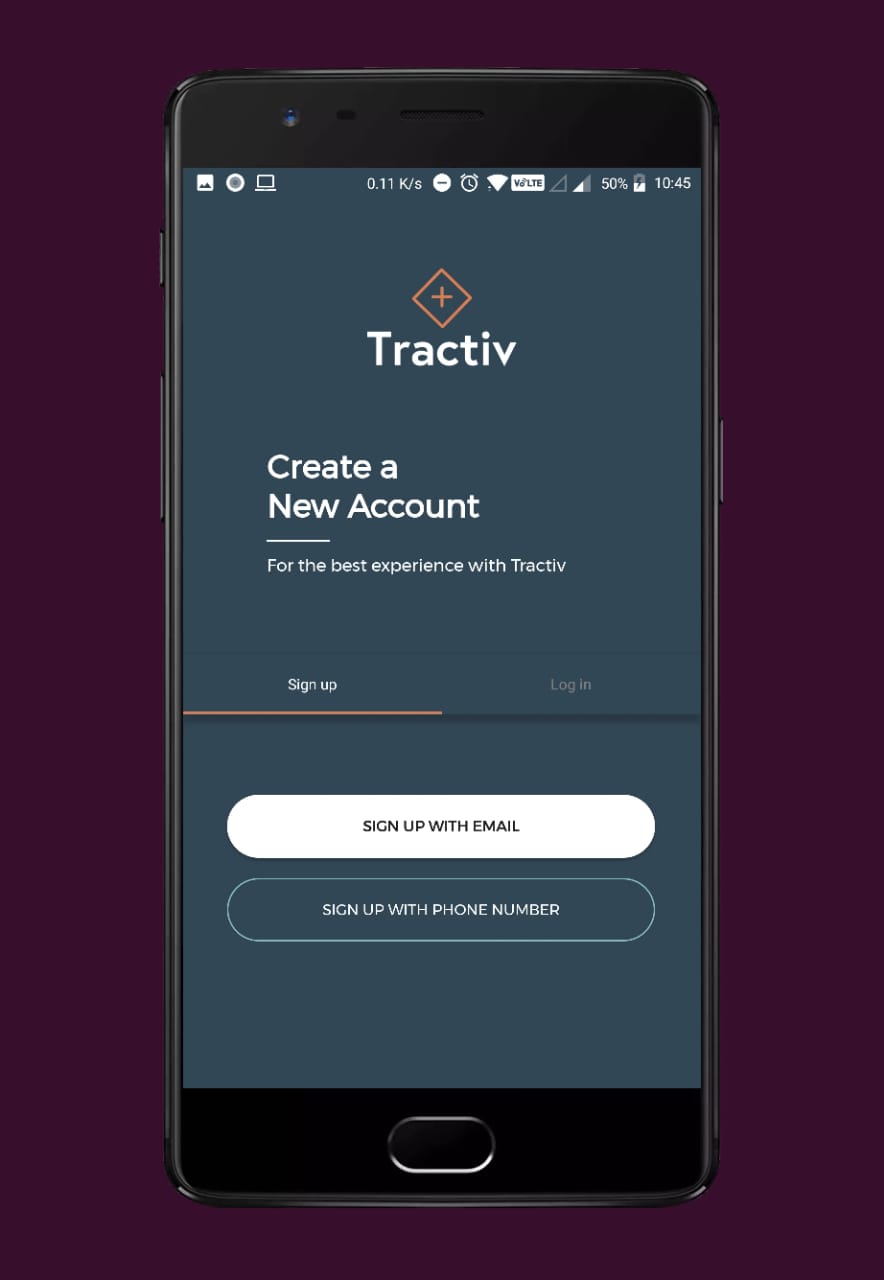 0.11 K/s VoLTE 50% 10:45
Tractiv
Create a
New Account
For the best experience with Tractiv
Sign up Log in
SIGN UP WITH EMAIL
SIGN UP WITH PHONE NUMBER